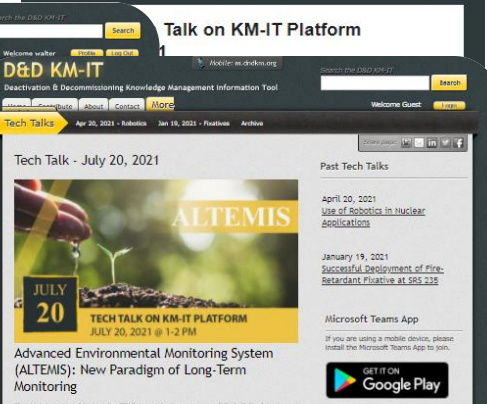 Search the D&D KM-IT
Search
Talk on KM-IT Platform
Welcome walter
Profile
Log Out
Mobile: m.dndkm.org
D&D KM-IT
Deactivation & Decommissioning Knowledge Management Information Tool
Search the D&D KM-IT
Search
Home
Contribute
About
Contact
More
Welcome Guest
Login
Tech Talks
Apr 20, 2021 - Robotics
Jan 19, 2021 - Fixatives
Archive
Share page:
Tech Talk - July 20, 2021
ALTEMIS
JULY
20
TECH TALK ON KM-IT PLATFORM
JULY 20, 2021 @ 1-2 PM
Advanced Environmental Monitoring System
(ALTEMIS): New Paradigm of Long-Term
Monitoring
Past Tech Talks
April 20, 2021
Use of Robotics in Nuclear
Applications
January 19, 2021
Successful Deployment of Fire-
Retardant Fixative at SRS 235
Microsoft Teams App
If you are using a mobile device, please
install the Microsoft Teams App to join.
GET IT ON
Google Play